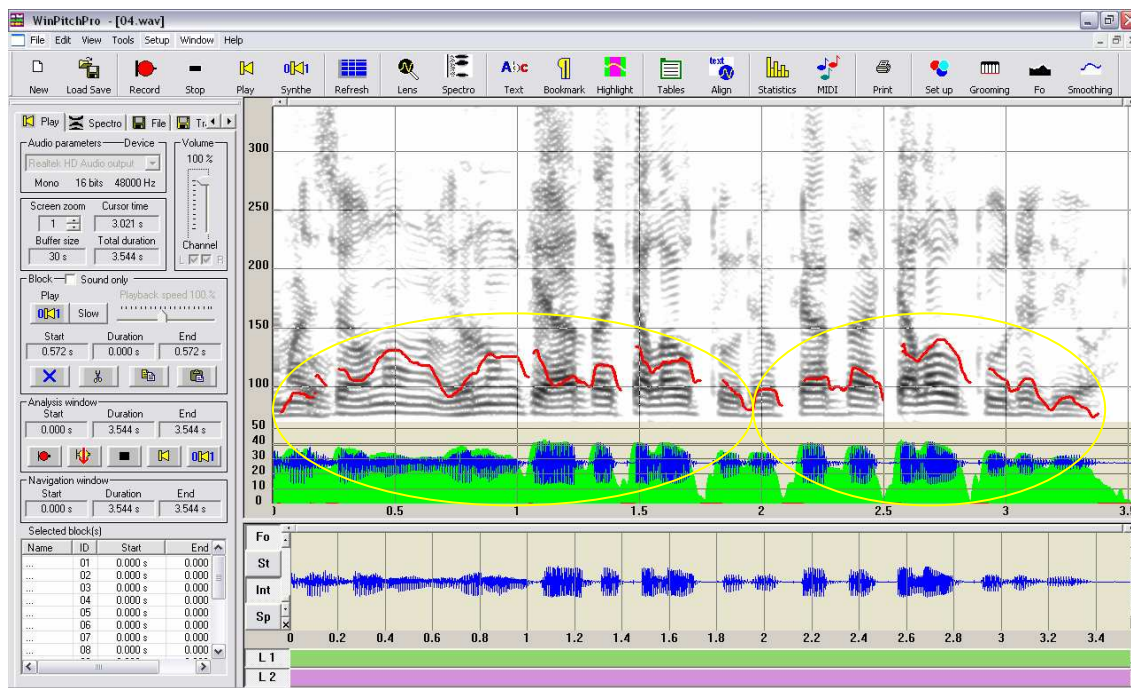 WinPitchPro - [04.wav]
File Edit View Tools Setup Window Help
New Load Save Record Stop Play Synthe Refresh Lens Spectro Text Bookmark Highlight Tables Align Statistics MIDI Print Set up Grooming Fo Smoothing
Play Spectro File Tr
Audio parameters Device Volume
Realtek HD Audio output 100 %
Mono 16 bits 48000 Hz
Screen zoom Cursor time
1 3.021 s
Buffer size Total duration
30 s 3.544 s
Channel
L R
Block Sound only
Play Playback speed 100 %
Slow
Start Duration End
0.572 s 0.000 s 0.572 s
Analysis window
Start Duration End
0.000 s 3.544 s 3.544 s
Navigation window
Start Duration End
0.000 s 3.544 s 3.544 s
Selected block(s)
Name ID Start End
... 01 0.000 s 0.000
... 02 0.000 s 0.000
... 03 0.000 s 0.000
... 04 0.000 s 0.000
... 05 0.000 s 0.000
... 06 0.000 s 0.000
... 07 0.000 s 0.000
... 08 0.000 s 0.000
300
250
200
150
100
50
40
30
20
10
0
0.5 1 1.5 2 2.5 3
Fo
St
Int
Sp
0 0.2 0.4 0.6 0.8 1 1.2 1.4 1.6 1.8 2 2.2 2.4 2.6 2.8 3 3.2 3.4
L 1
L 2